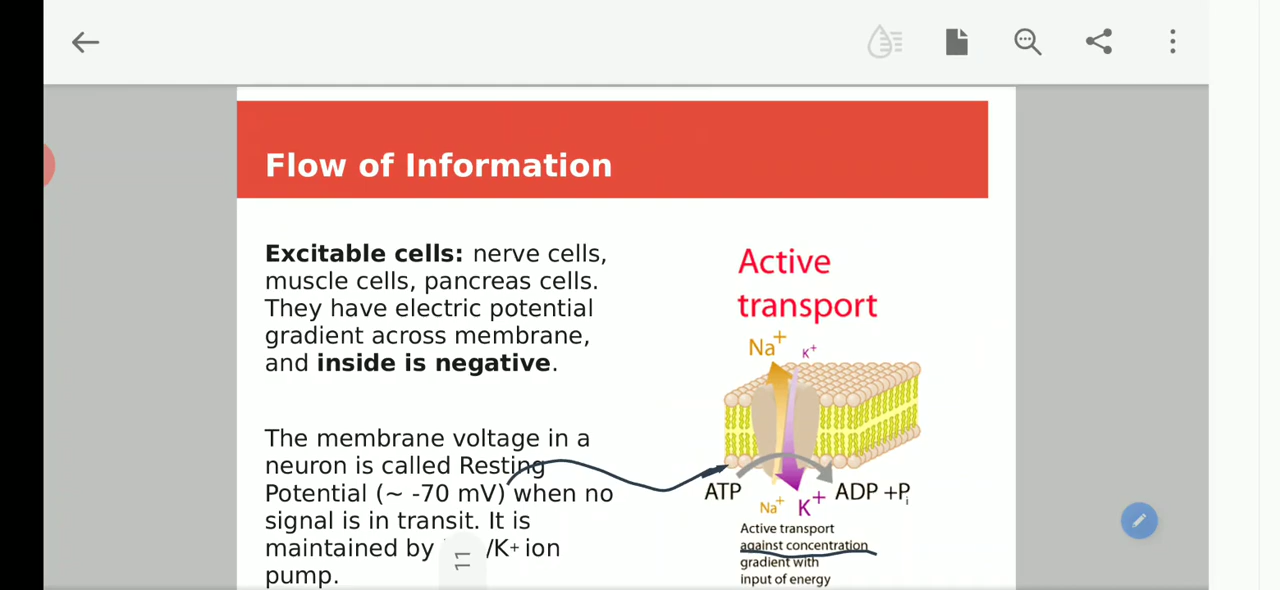 Flow of Information
Excitable cells: nerve cells,
muscle cells, pancreas cells.
They have electric potential
gradient across membrane,
and inside is negative.
The membrane voltage in a
neuron is called Resting
Potential (~ -70 mV) when no
signal is in transit. It is
maintained by /K+ ion
pump.
11
Active
transport
Na+ K+
ATP ADP +Pi
Na+ K+
Active transport
against concentration
gradient with
input of energy